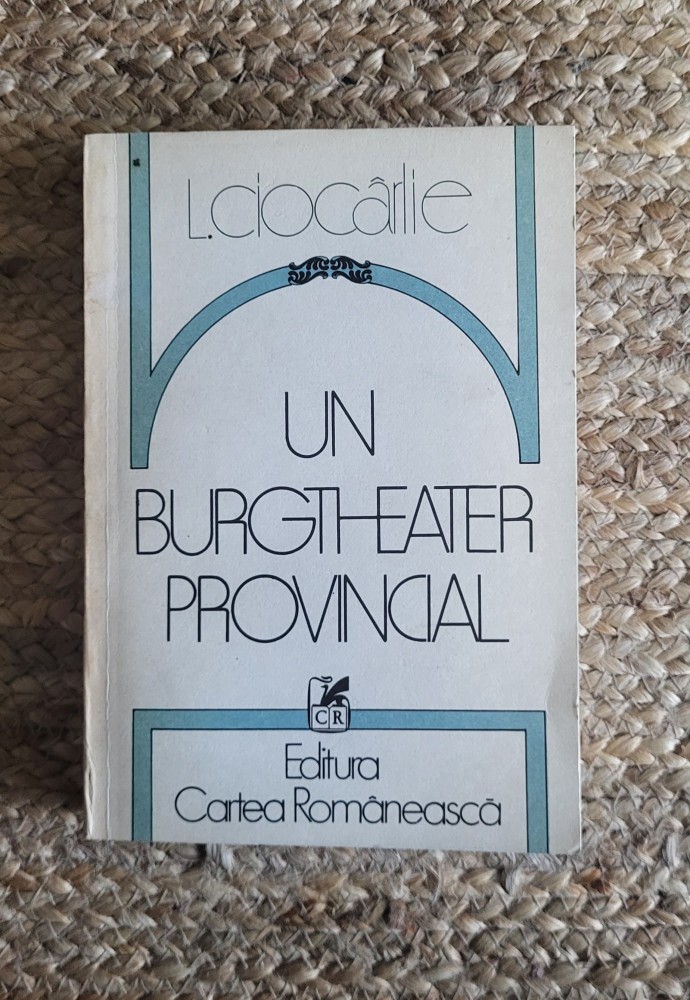 L.ciocârlie
UN
BURGTHEATER
PROVINCIAL
CR
Editura
Cartea Românească